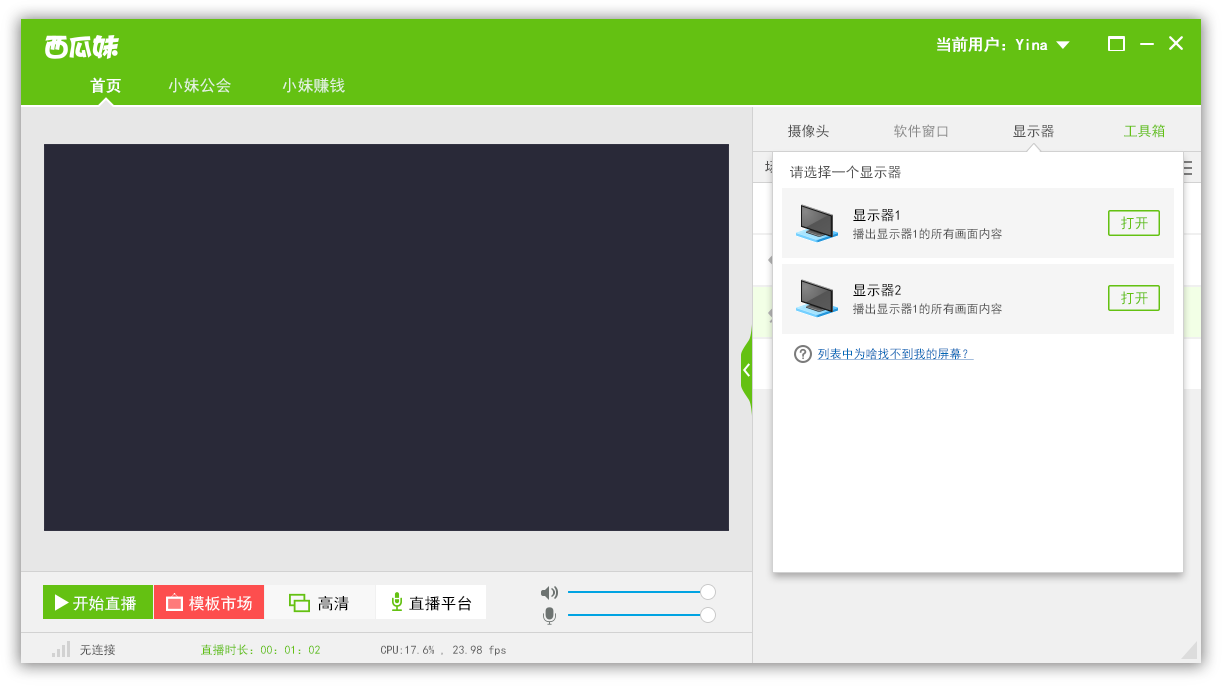 西瓜妹
当前用户：Yina
首页 小妹公会 小妹赚钱
摄像头 软件窗口 显示器 工具箱
请选择一个显示器
显示器1
播出显示器1的所有画面内容
打开
显示器2
播出显示器1的所有画面内容
打开
列表中为啥找不到我的屏幕?
开始直播 模板市场 高清 直播平台
无连接 直播时长：00：01：02 CPU:17.6% , 23.98 fps